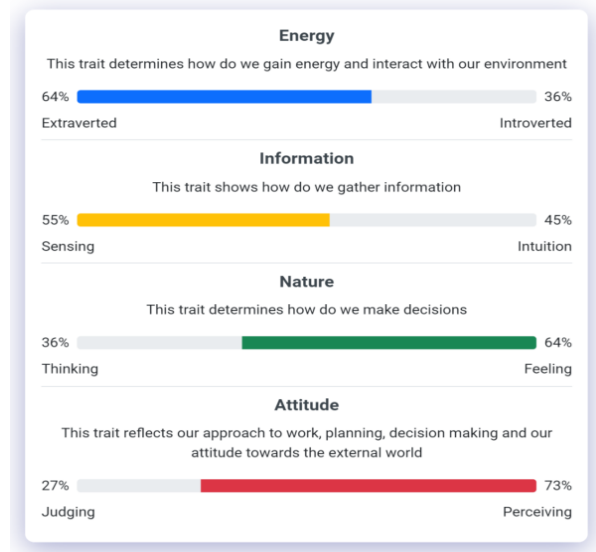 Energy
This trait determines how do we gain energy and interact with our environment
64% 36%
Extraverted Introverted
Information
This trait shows how do we gather information
55% 45%
Sensing Intuition
Nature
This trait determines how do we make decisions
36% 64%
Thinking Feeling
Attitude
This trait reflects our approach to work, planning, decision making and our
attitude towards the external world
27% 73%
Judging Perceiving